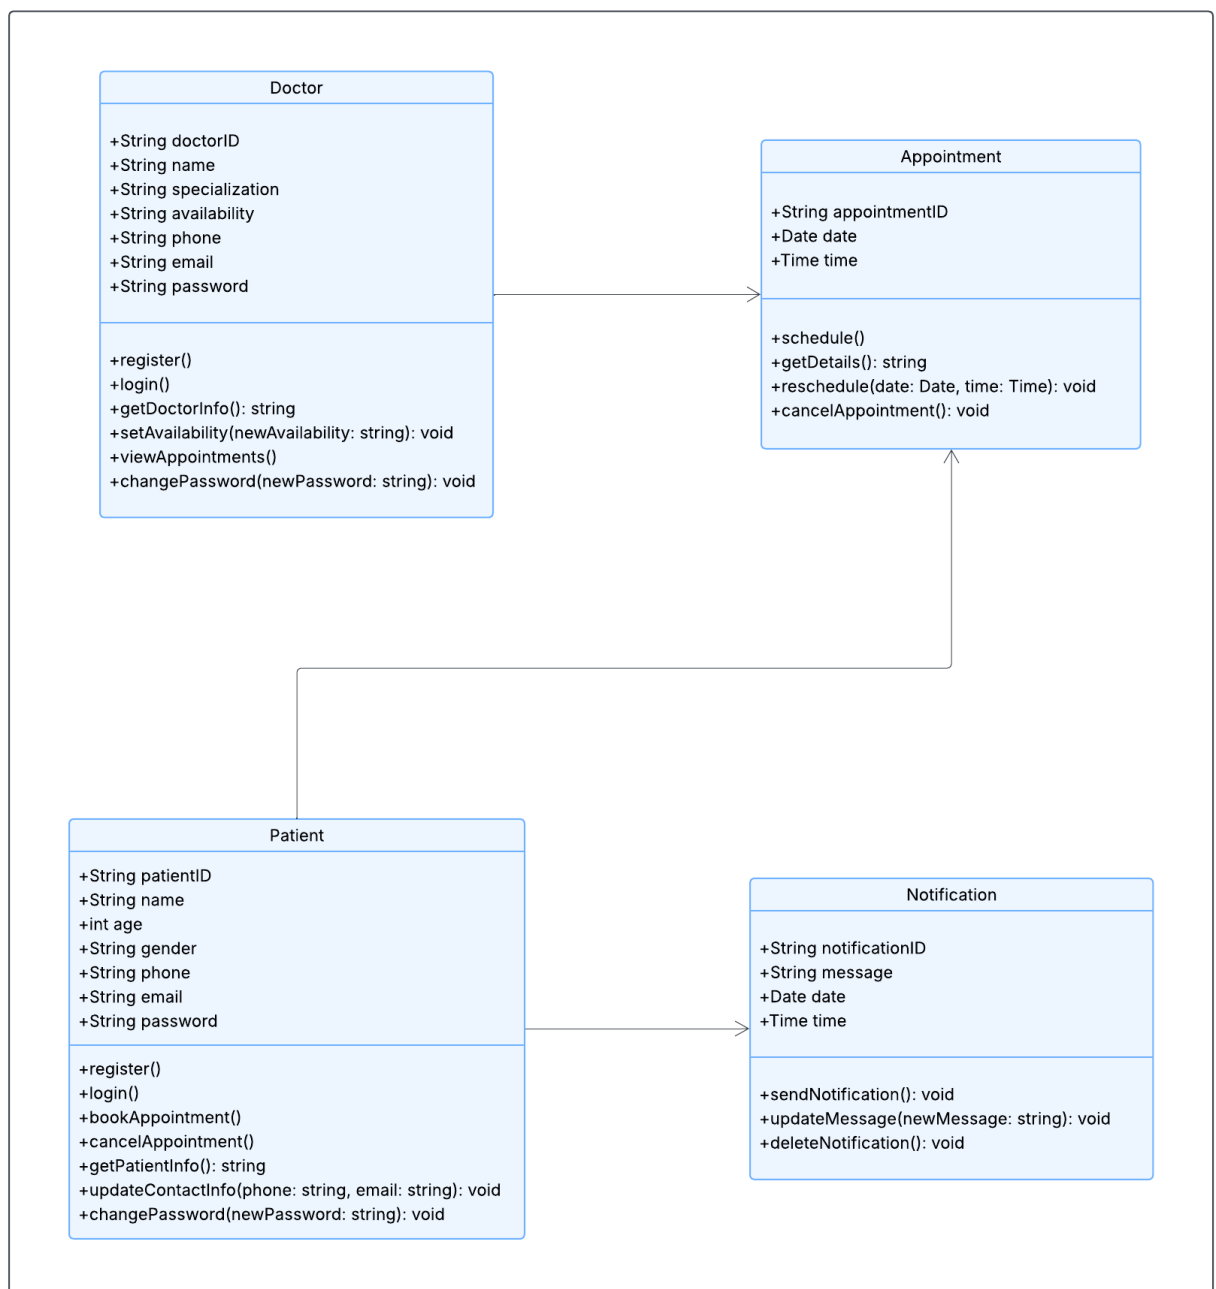 Doctor
+String doctorID
+String name
+String specialization
+String availability
+String phone
+String email
+String password
+register()
+login()
+getDoctorInfo(): string
+setAvailability(newAvailability: string): void
+viewAppointments()
+changePassword(newPassword: string): void
Appointment
+String appointmentID
+Date date
+Time time
+schedule()
+getDetails(): string
+reschedule(date: Date, time: Time): void
+cancelAppointment(): void
Patient
+String patientID
+String name
+int age
+String gender
+String phone
+String email
+String password
+register()
+login()
+bookAppointment()
+cancelAppointment()
+getPatientInfo(): string
+updateContactInfo(phone: string, email: string): void
+changePassword(newPassword: string): void
Notification
+String notificationID
+String message
+Date date
+Time time
+sendNotification(): void
+updateMessage(newMessage: string): void
+deleteNotification(): void